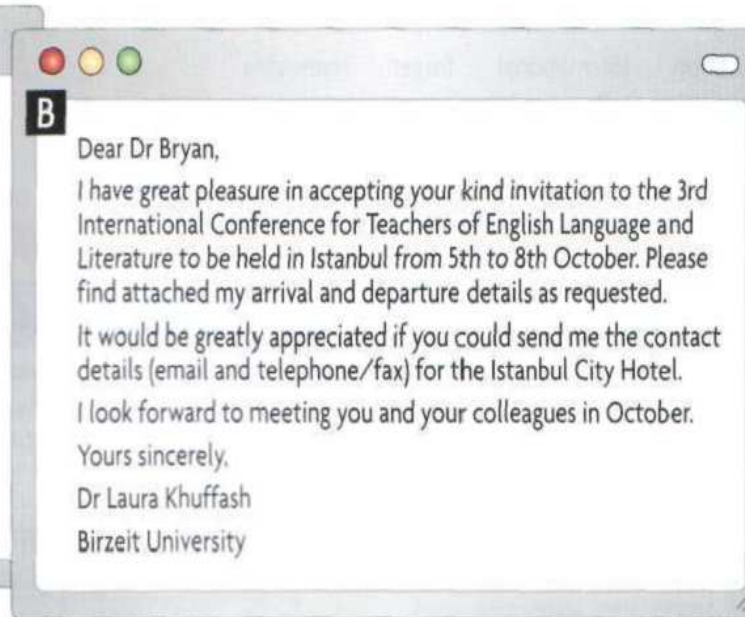 B
Dear Dr Bryan,
I have great pleasure in accepting your kind invitation to the 3rd
International Conference for Teachers of English Language and
Literature to be held in Istanbul from 5th to 8th October. Please
find attached my arrival and departure details as requested.
It would be greatly appreciated if you could send me the contact
details (email and telephone/fax) for the Istanbul City Hotel.
I look forward to meeting you and your colleagues in October.
Yours sincerely,
Dr Laura Khuffash
Birzeit University